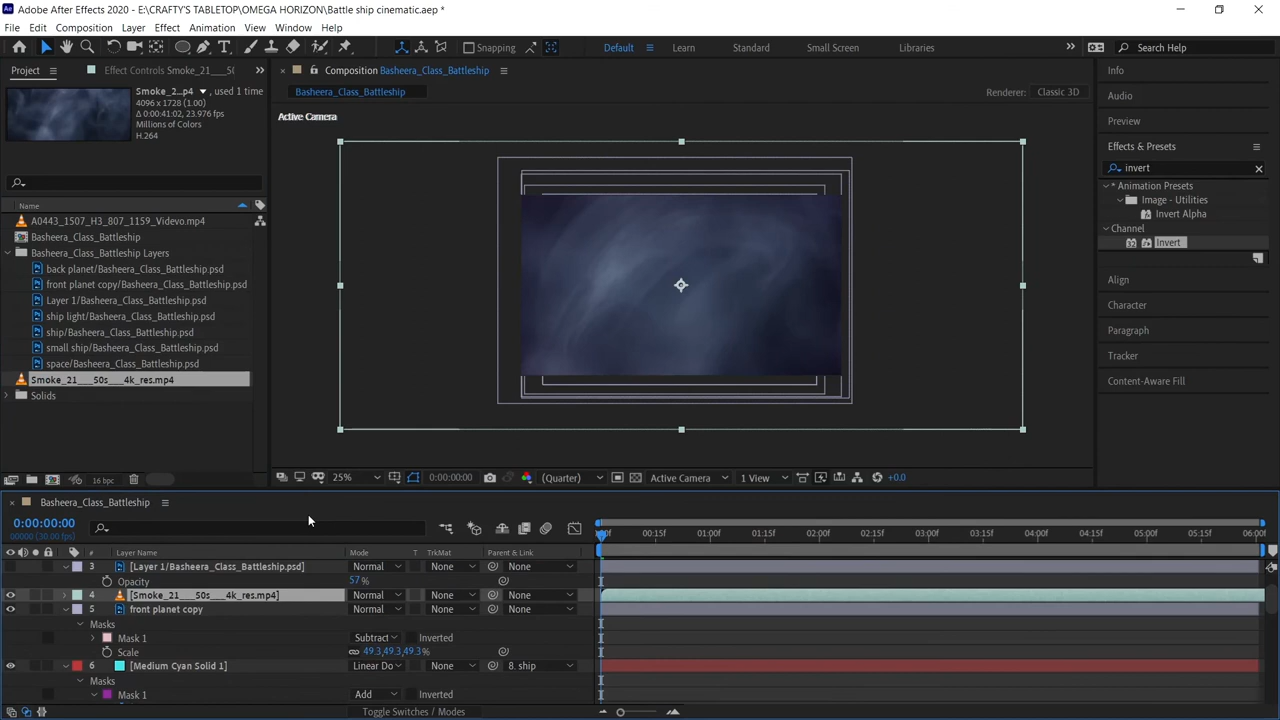 Adobe After Effects 2020 - E:\CRAFTY'S TABLETOP\OMEGA HORIZON\Battle ship cinematic.aep *
File Edit Composition Layer Effect Animation View Window Help
Snapping Default Learn Standard Small Screen Libraries Search Help
Project Effect Controls Smoke_21___5( Composition Basheera_Class_Battleship Info
Smoke_2...p4 , used 1 time
4096 x 1728 (1.00)
Δ 0:00:41:02, 23.976 fps
Millions of Colors
H.264
Basheera_Class_Battleship Renderer: Classic 3D
Audio
Active Camera
Preview
Effects & Presets
invert
* Animation Presets
Image - Utilities
Invert Alpha
Channel
Invert
Align
Character
Paragraph
Tracker
Content-Aware Fill
Name
A0443_1507_H3_807_1159_Videvo.mp4
Basheera_Class_Battleship
Basheera_Class_Battleship Layers
back planet/Basheera_Class_Battleship.psd
front planet copy/Basheera_Class_Battleship.psd
Layer 1/Basheera_Class_Battleship.psd
ship light/Basheera_Class_Battleship.psd
ship/Basheera_Class_Battleship.psd
small ship/Basheera_Class_Battleship.psd
space/Basheera_Class_Battleship.psd
Smoke_21___50s___4k_res.mp4
Solids
16 bpc
25% 0:00:00:00 (Quarter) Active Camera 1 View +0.0
Basheera_Class_Battleship
0:00:00:00
00000 (30.00 fps)
00f 00:15f 01:00f 01:15f 02:00f 02:15f 03:00f 03:15f 04:00f 04:15f 05:00f 05:15f 06:00f
# Layer Name Mode T TrkMat Parent & Link
3 [Layer 1/Basheera_Class_Battleship.psd] Normal None None
Opacity 57 %
4 [Smoke_21___50s___4k_res.mp4] Normal None None
5 front planet copy Normal None None
Masks
Mask 1 Subtract Inverted
Scale 49.3,49.3,49.3%
6 [Medium Cyan Solid 1] Linear Do None 8. ship
Masks
Mask 1 Add Inverted
Toggle Switches / Modes